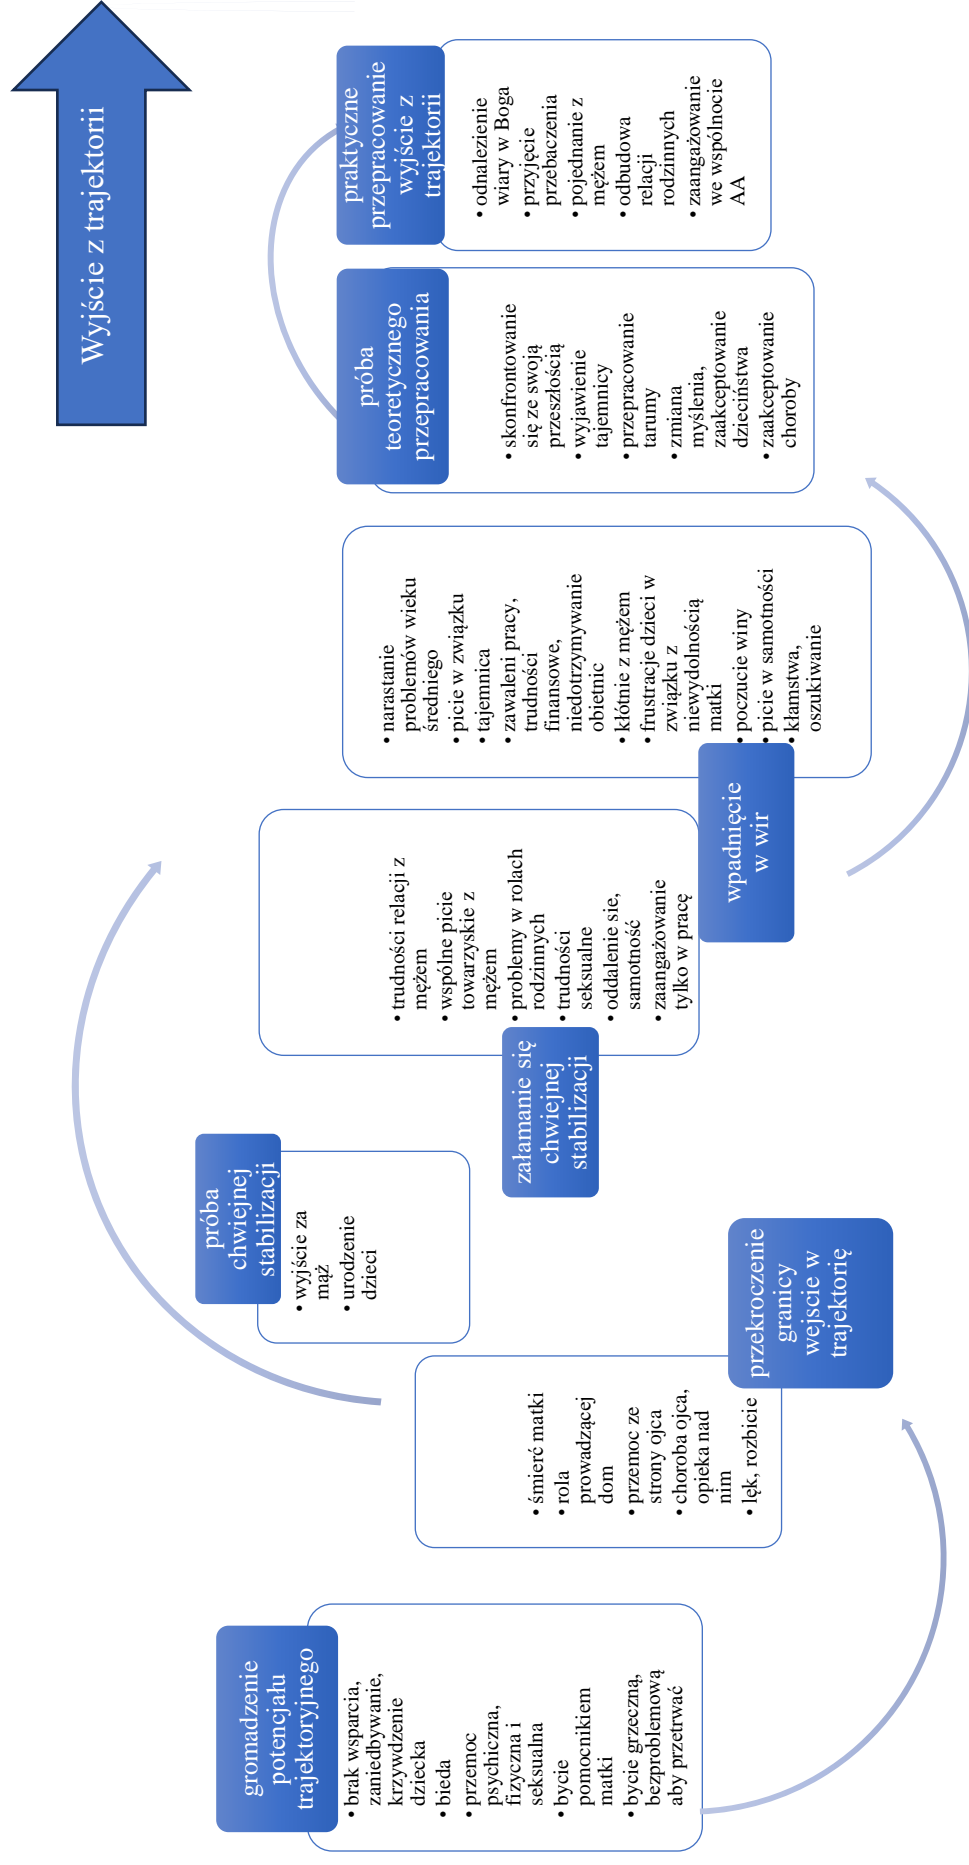 gromadzenie
potencjału
trajektoryjnego
• brak wsparcia,
zaniedbywanie,
krzywdzenie
dziecka
• bieda
• przemoc
psychiczna,
fizyczna i
seksualna
• bycie
pomocnikiem
matki
• bycie grzeczną,
bezproblemową
aby przetrwać
przekroczenie
granicy
wejscie w
trajektorię
• śmierć matki
• rola
prowadzącej
dom
• przemoc ze
strony ojca
• choroba ojca,
opieka nad
nim
• lęk, rozbicie
próba
chwiejnej
stabilizacji
• wyjście za
mąż
• urodzenie
dzieci
załamanie się
chwiejnej
stabilizacji
• trudności relacji z
mężem
• wspólne picie
towarzyskie z
mężem
• problemy w rolach
rodzinnych
• trudności
seksualne
• oddalenie sie,
samotność
• zaangażowanie
tylko w pracę
wpadnięcie
w wir
• narastanie
problemów wieku
średniego
• picie w związku
• tajemnica
• zawaleni pracy,
trudności
finansowe,
niedotrzymywanie
obietnic
• kłótnie z mężem
• frustracje dzieci w
związku z
niewydolnością
matki
• poczucie winy
• picie w samotności
• kłamstwa,
oszukiwanie
próba
teoretycznego
przepracowania
• skonfrontowanie
się ze swoją
przeszłością
• wyjawienie
tajemnicy
• przepracowanie
tarumy
• zmiana
myślenia,
zaakceptowanie
dzieciństwa
• zaakceptowanie
choroby
praktyczne
przepracowanie
wyjście z
trajektorii
• odnalezienie
wiary w Boga
• przyjęcie
przebaczenia
• pojednanie z
mężem
• odbudowa
relacji
rodzinnych
• zaangażowanie
we wspólnocie
AA
Wyjście z trajektorii